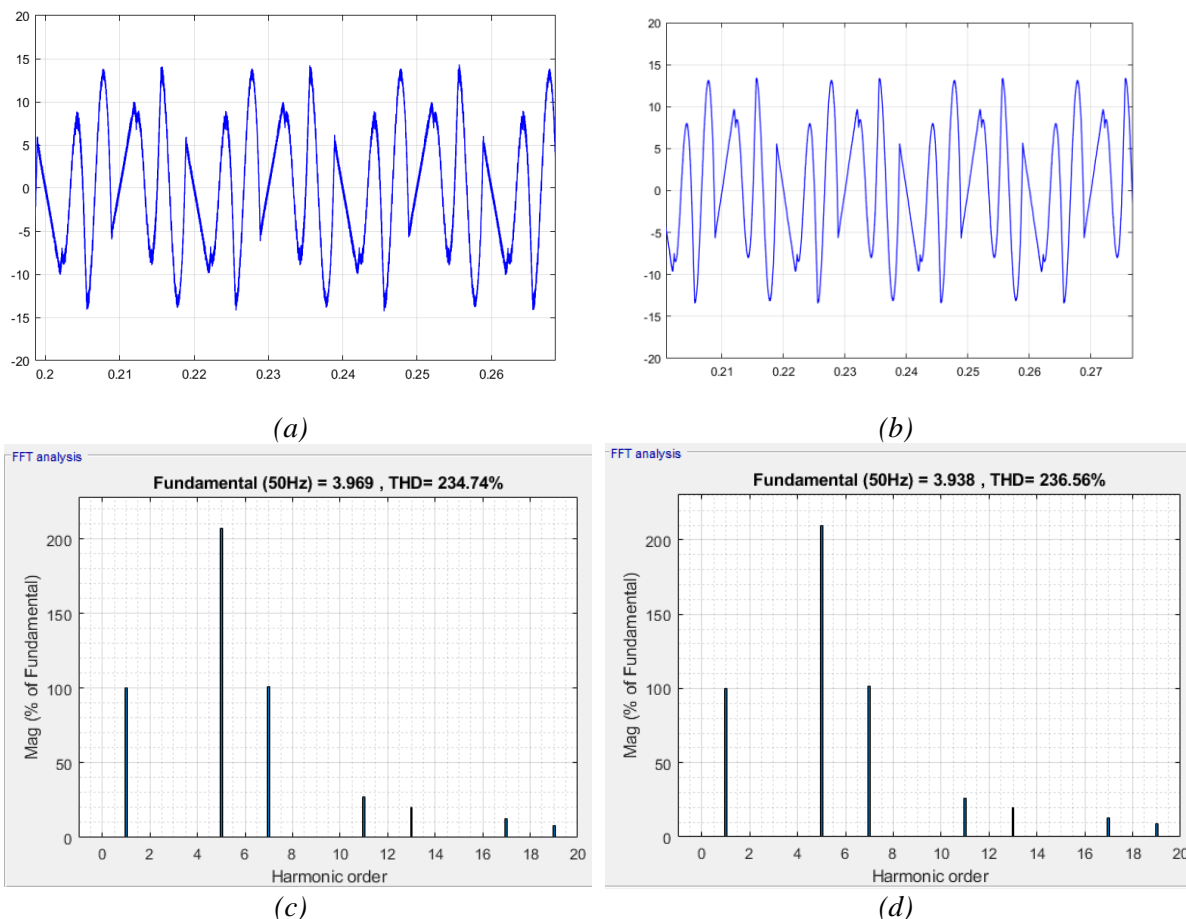 20
15
10
5
0
-5
-10
-15
-20
0.2 0.21 0.22 0.23 0.24 0.25 0.26
(a)
20
15
10
5
0
-5
-10
-15
-20
0.21 0.22 0.23 0.24 0.25 0.26 0.27
(b)
FFT analysis
Fundamental (50Hz) = 3.969 , THD= 234.74%
Mag (% of Fundamental)
200
150
100
50
0
0 2 4 6 8 10 12 14 16 18 20
Harmonic order
(c)
FFT analysis
Fundamental (50Hz) = 3.938 , THD= 236.56%
Mag (% of Fundamental)
200
150
100
50
0
0 2 4 6 8 10 12 14 16 18 20
Harmonic order
(d)